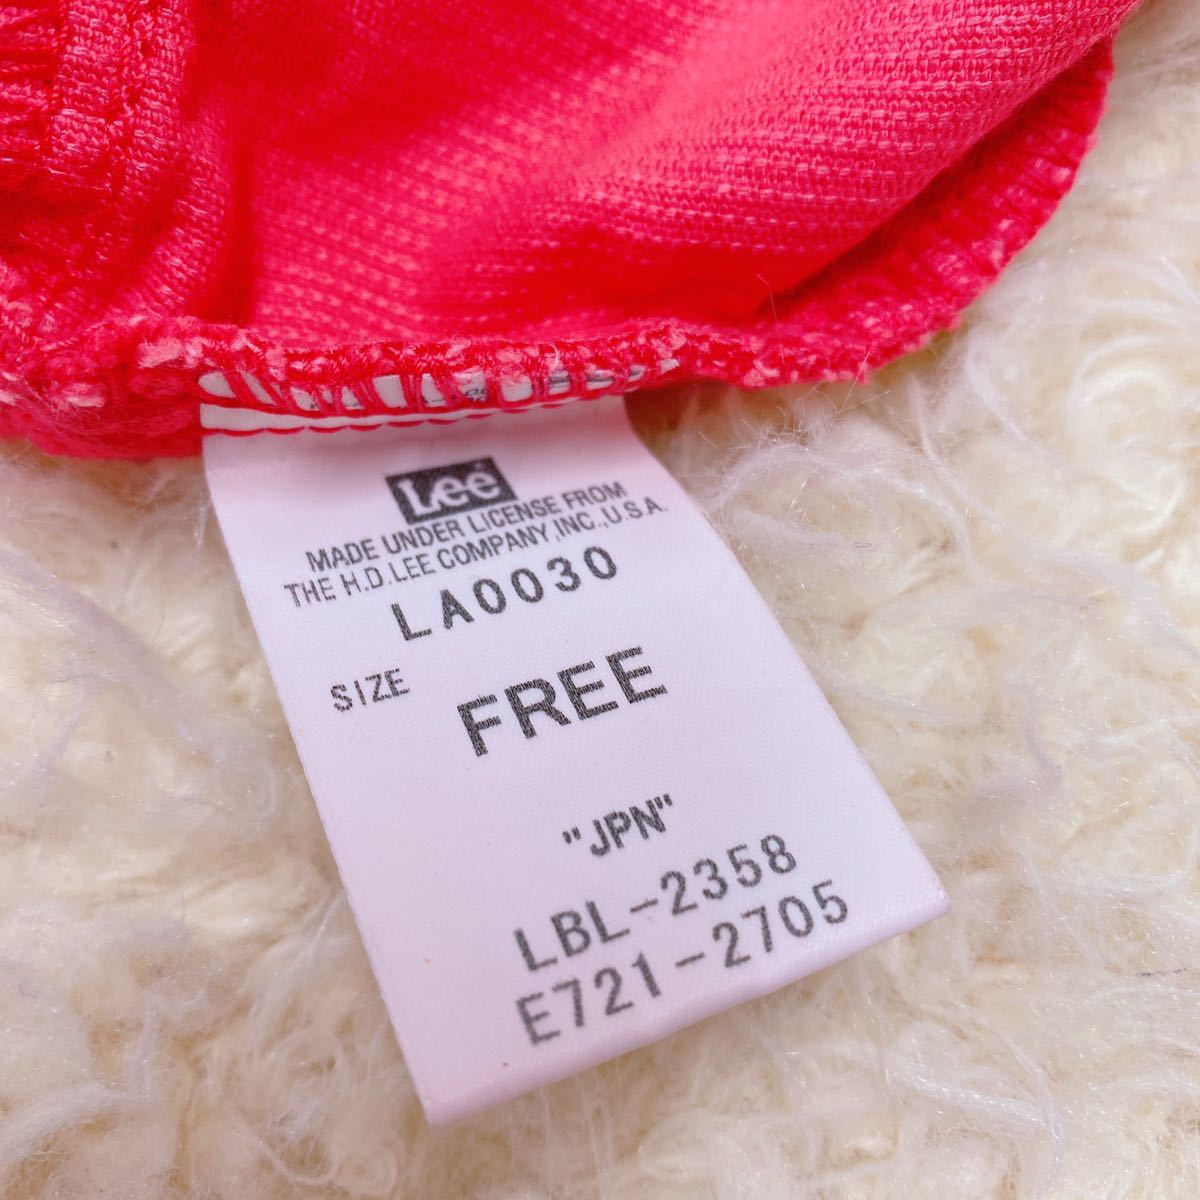 Lee
MADE UNDER LICENSE FROM
THE H.D.LEE COMPANY,INC.,U.S.A.
LA0030
SIZE FREE
"JPN"
LBL-2358
E721-2705